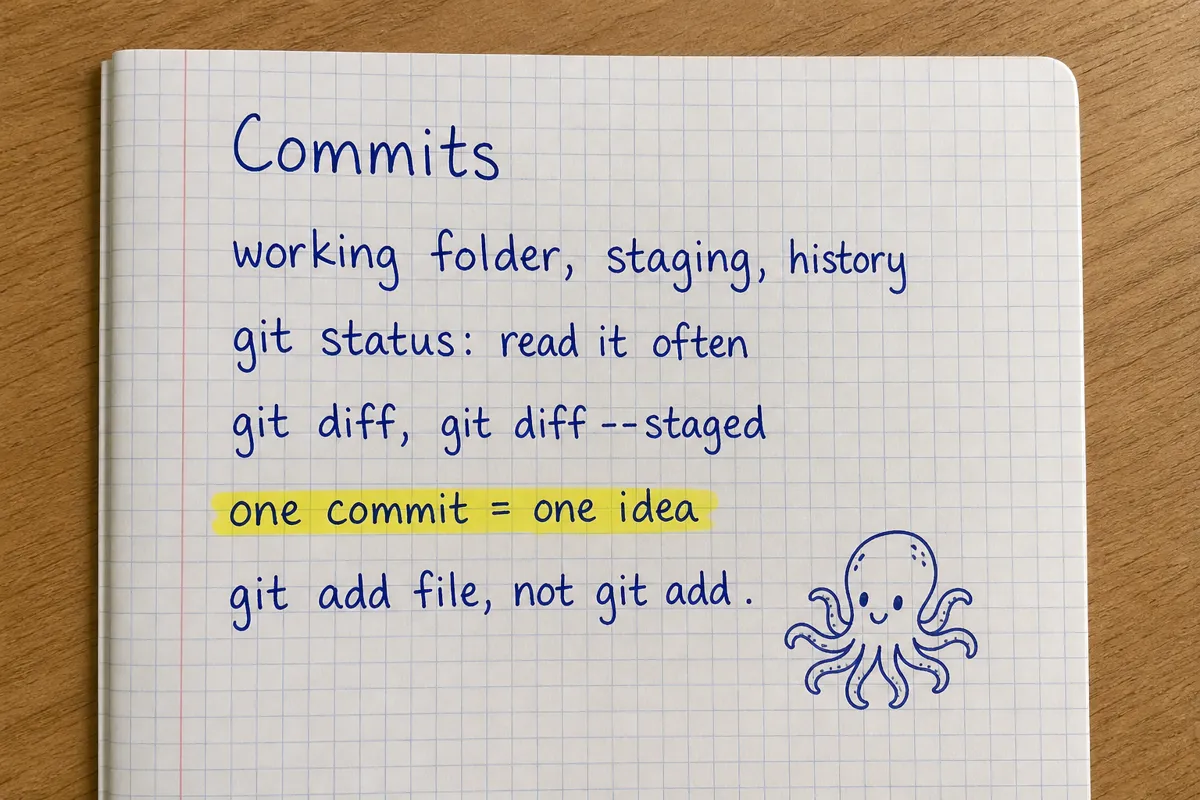 Commits
working folder, staging, history
git status: read it often
git diff, git diff --staged
one commit = one idea
git add file, not git add .